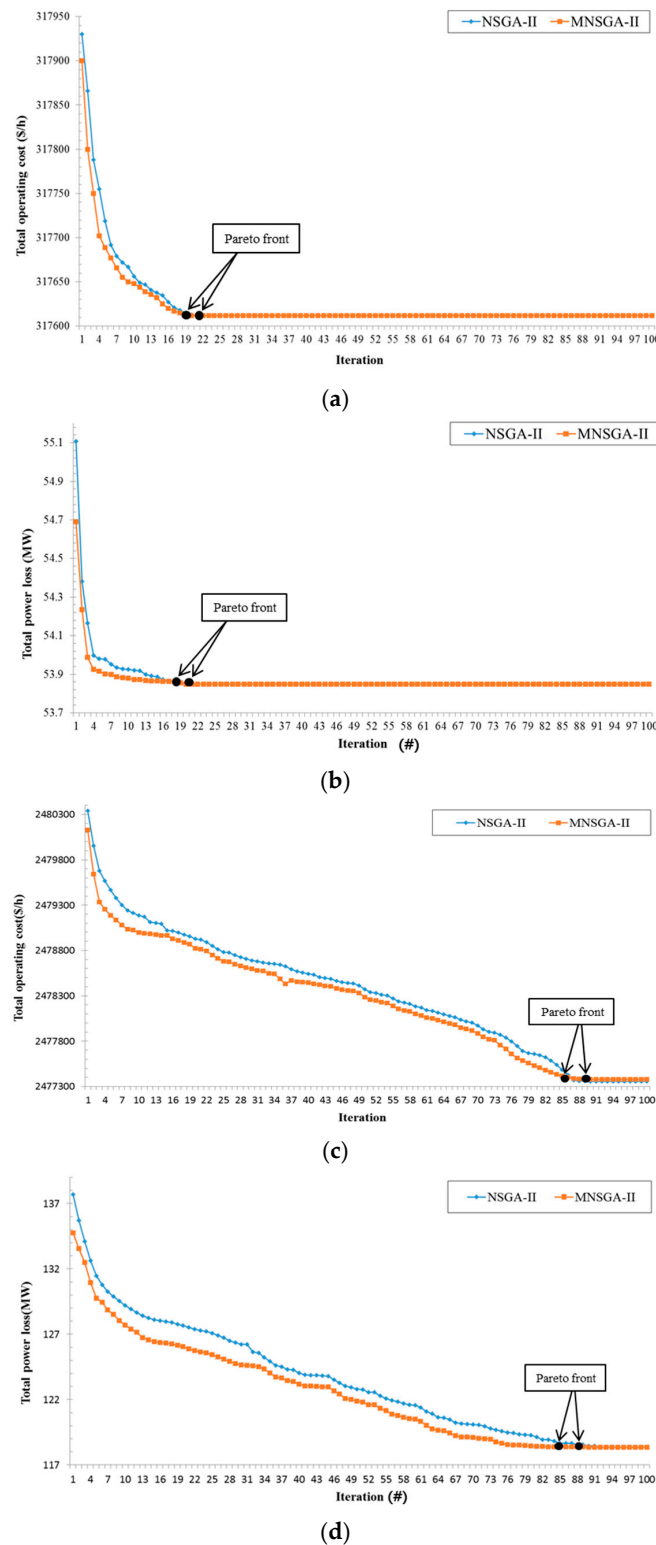 NSGA-II MNSGA-II
Total operating cost ($/h)
317950
317900
317850
317800
317750
317700
317650
317600
Pareto front
1 4 7 10 13 16 19 22 25 28 31 34 37 40 43 46 49 52 55 58 61 64 67 70 73 76 79 82 85 88 91 94 97 100
Iteration
(a)
NSGA-II MNSGA-II
Total power loss (MW)
55.1
54.9
54.7
54.5
54.3
54.1
53.9
53.7
Pareto front
1 4 7 10 13 16 19 22 25 28 31 34 37 40 43 46 49 52 55 58 61 64 67 70 73 76 79 82 85 88 91 94 97 100
Iteration (#)
(b)
NSGA-II MNSGA-II
Total operating cost($/h)
2480300
2479800
2479300
2478800
2478300
2477800
2477300
Pareto front
1 4 7 10 13 16 19 22 25 28 31 34 37 40 43 46 49 52 55 58 61 64 67 70 73 76 79 82 85 88 91 94 97 100
Iteration
(c)
NSGA-II MNSGA-II
Total power loss(MW)
137
132
127
122
117
Pareto front
1 4 7 10 13 16 19 22 25 28 31 34 37 40 43 46 49 52 55 58 61 64 67 70 73 76 79 82 85 88 91 94 97 100
Iteration (#)
(d)